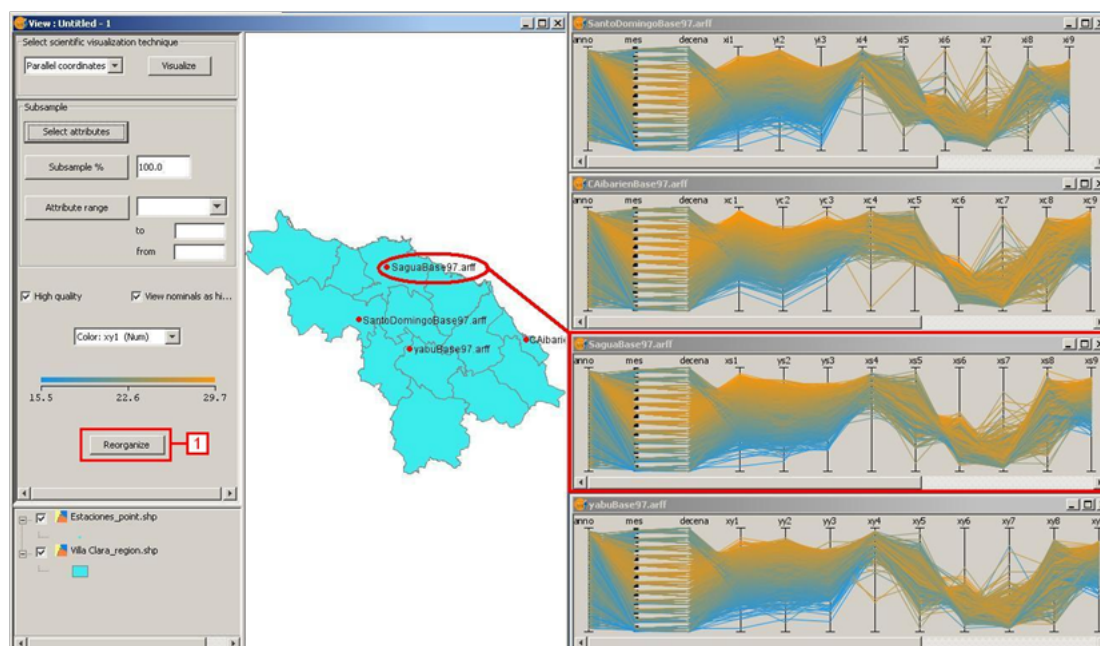 View : Untitled - 1
Select scientific visualization technique
Parallel coordinates
Visualize
Subsample
Select attributes
Subsample %
100.0
Attribute range
to
from
High quality
View nominals as hi...
Color: xy1 (Num)
15.5 22.6 29.7
Reorganize
1
Estaciones_point.shp
Villa Clara_region.shp
SaguaBase97.arff
SantoDomingoBase97.arff
yabuBase97.arff
CAibarien
SantoDomingoBase97.arff
anno mes decena xi1 yi2 yi3 xi4 xi5 xi6 xi7 xi8 xi9
CAibarienBase97.arff
anno mes decena xc1 yc2 yc3 xc4 xc5 xc6 xc7 xc8 xc9
SaguaBase97.arff
anno mes decena xs1 ys2 ys3 xs4 xs5 xs6 xs7 xs8 xs9
yabuBase97.arff
anno mes decena xy1 yy2 yy3 xy4 xy5 xy6 xy7 xy8